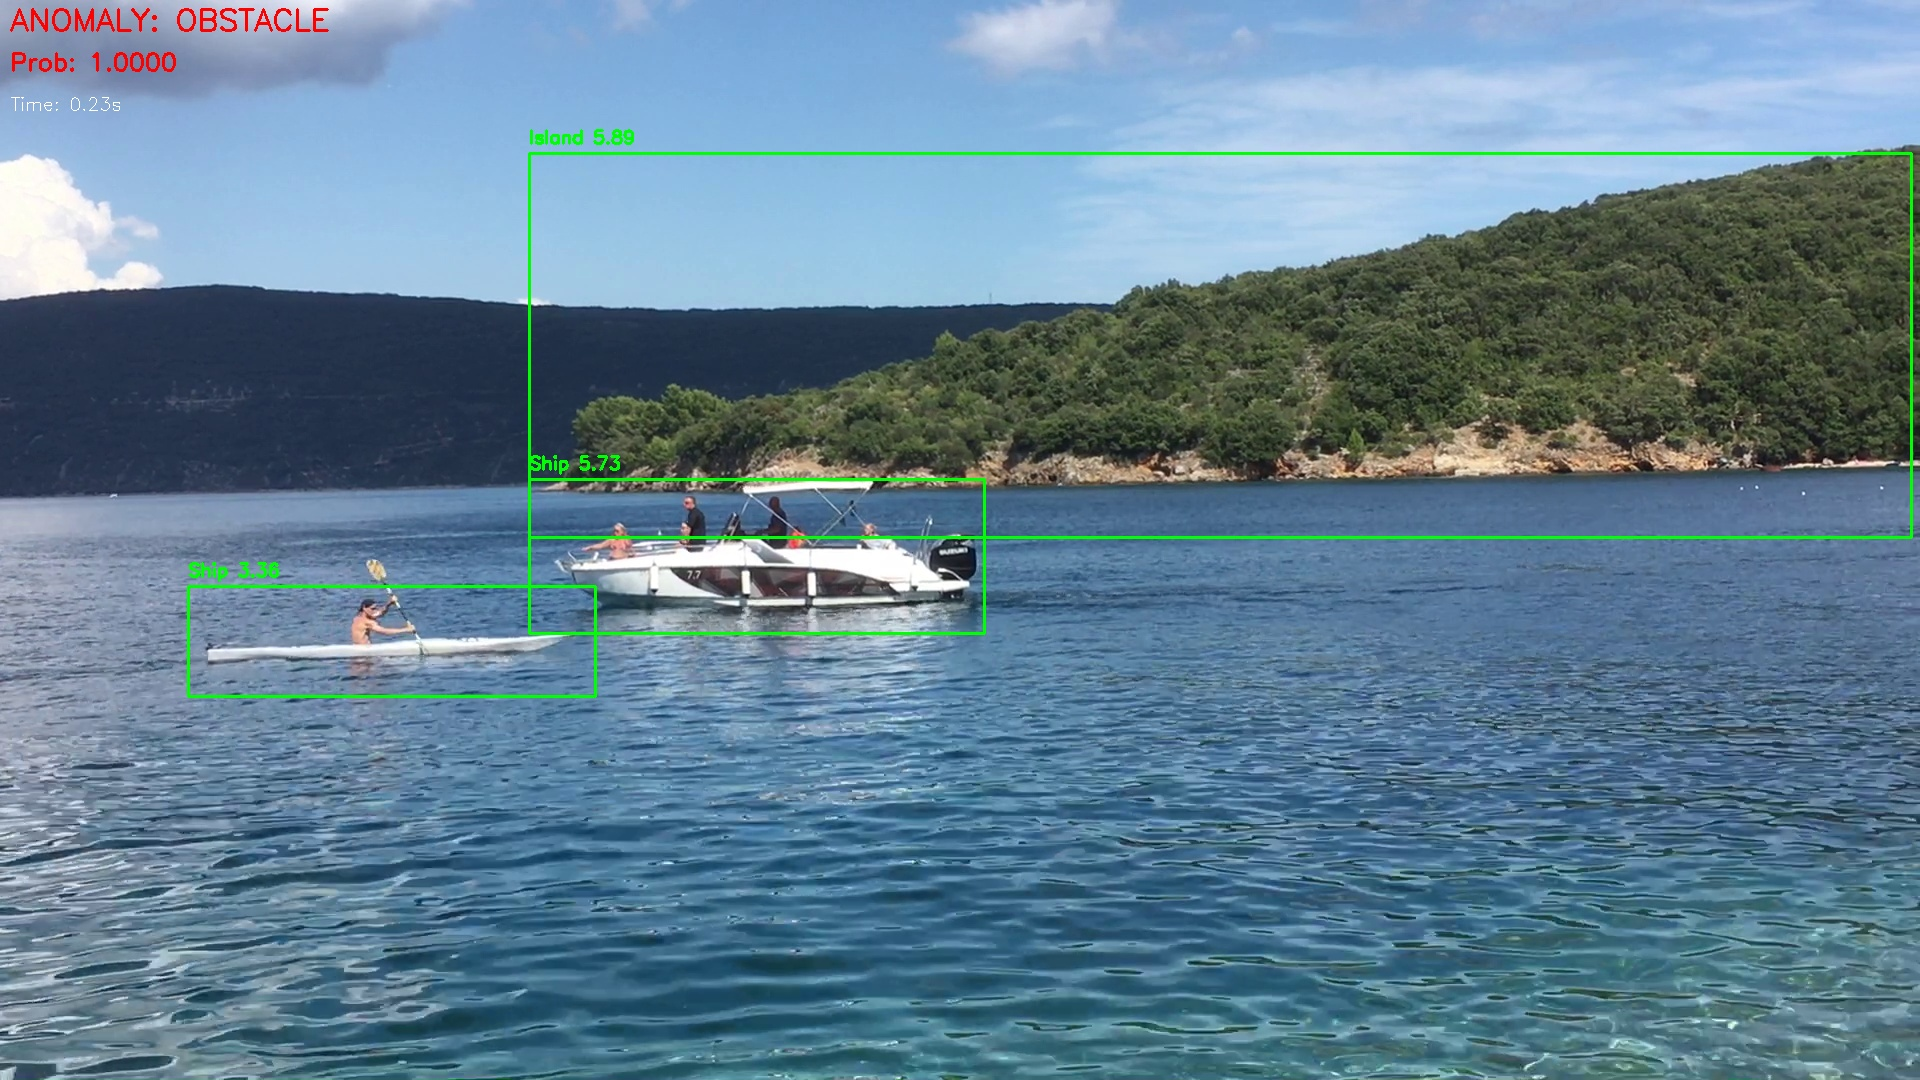 ANOMALY: OBSTACLE
Prob: 1.0000
Time: 0.23s
Island 5.89
Ship 5.73
SUZUKI
7.7
Ship 3.36